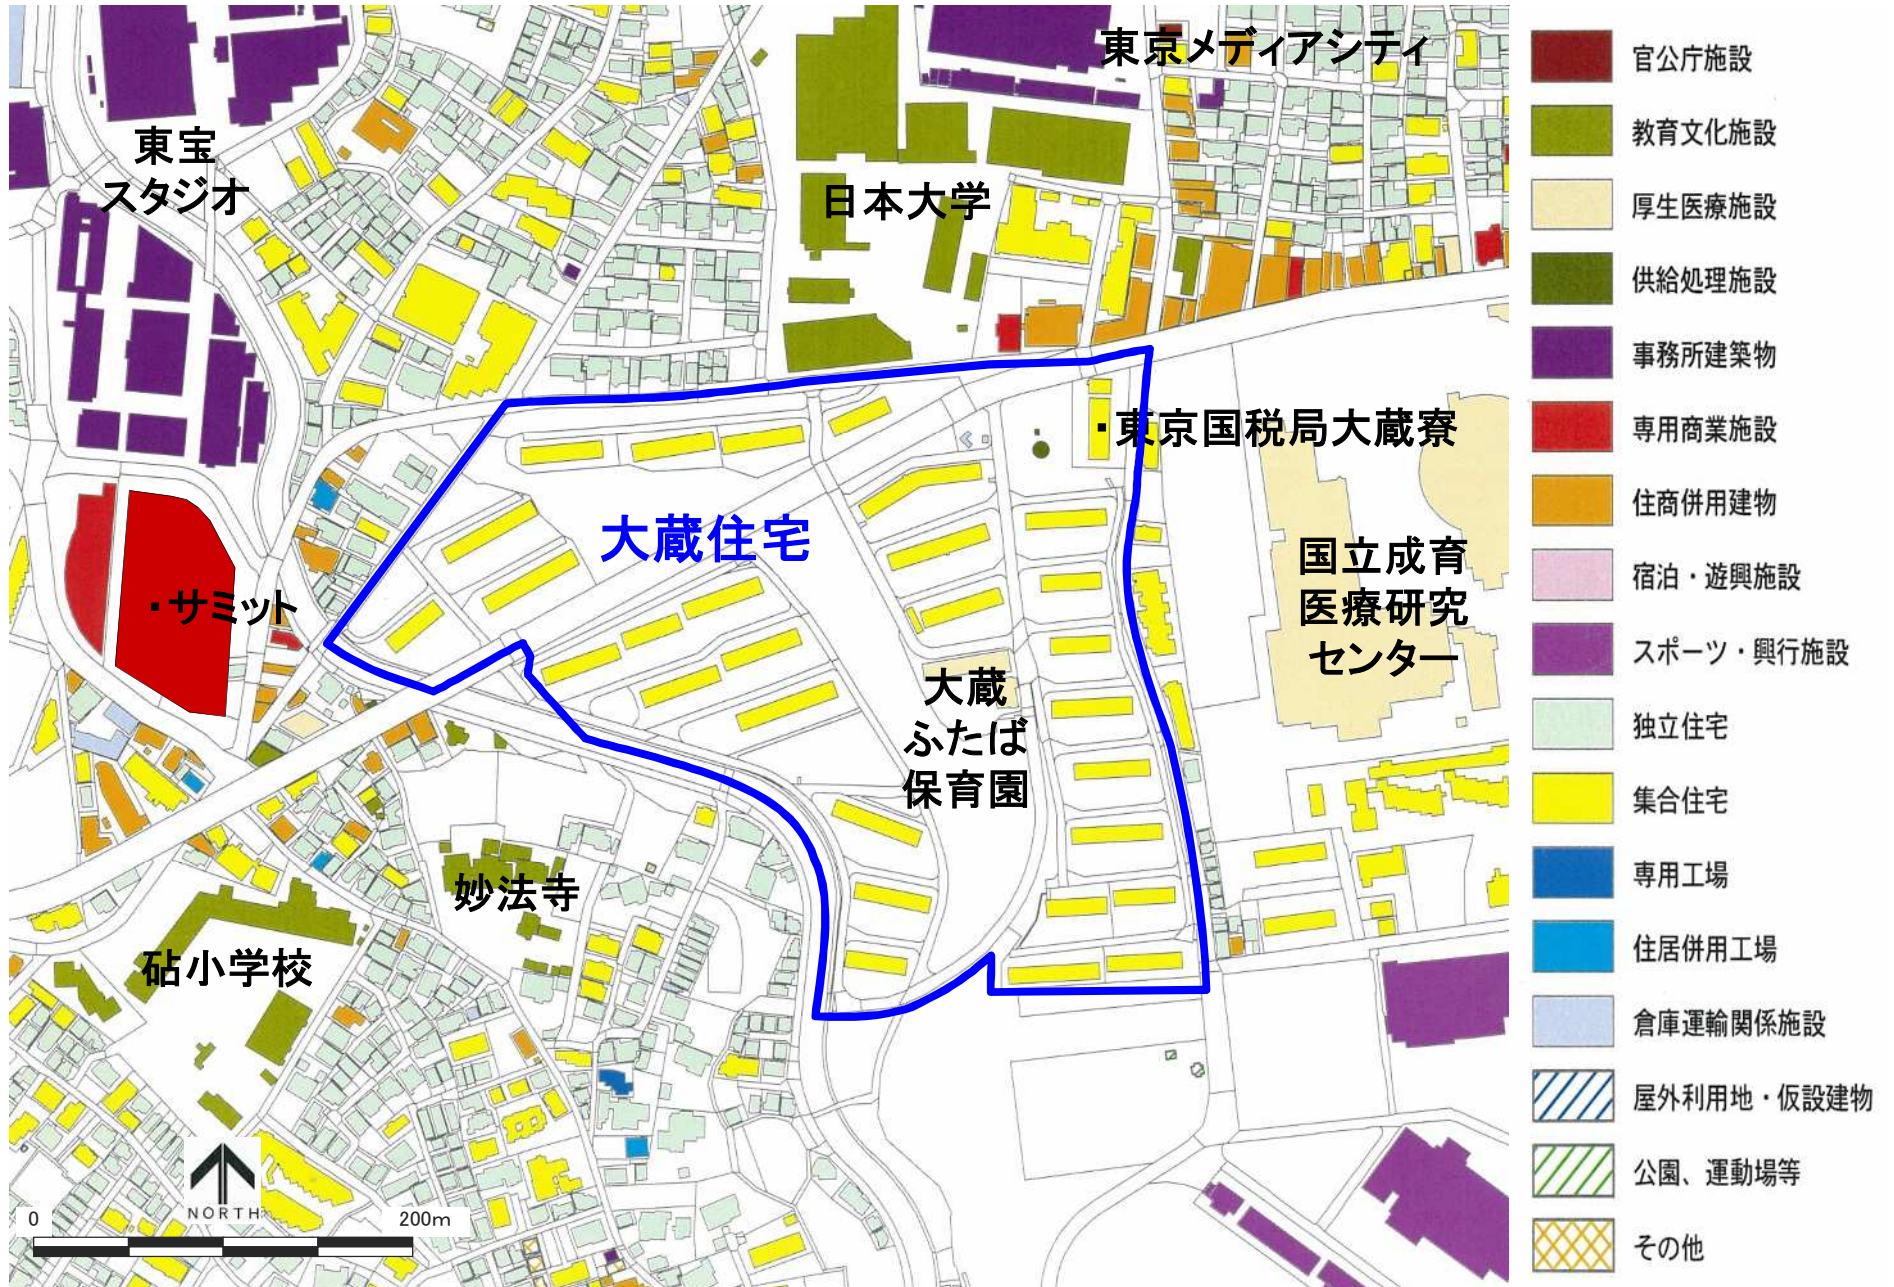 東京メディアシティ
東宝
スタジオ
日本大学
・東京国税局大蔵寮
大蔵住宅
国立成育
医療研究
センター
・サミット
大蔵
ふたば
保育園
妙法寺
砧小学校
NORTH
0
200m
官公庁施設
教育文化施設
厚生医療施設
供給処理施設
事務所建築物
専用商業施設
住商併用建物
宿泊・遊興施設
スポーツ・興行施設
独立住宅
集合住宅
専用工場
住居併用工場
倉庫運輸関係施設
屋外利用地・仮設建物
公園、運動場等
その他